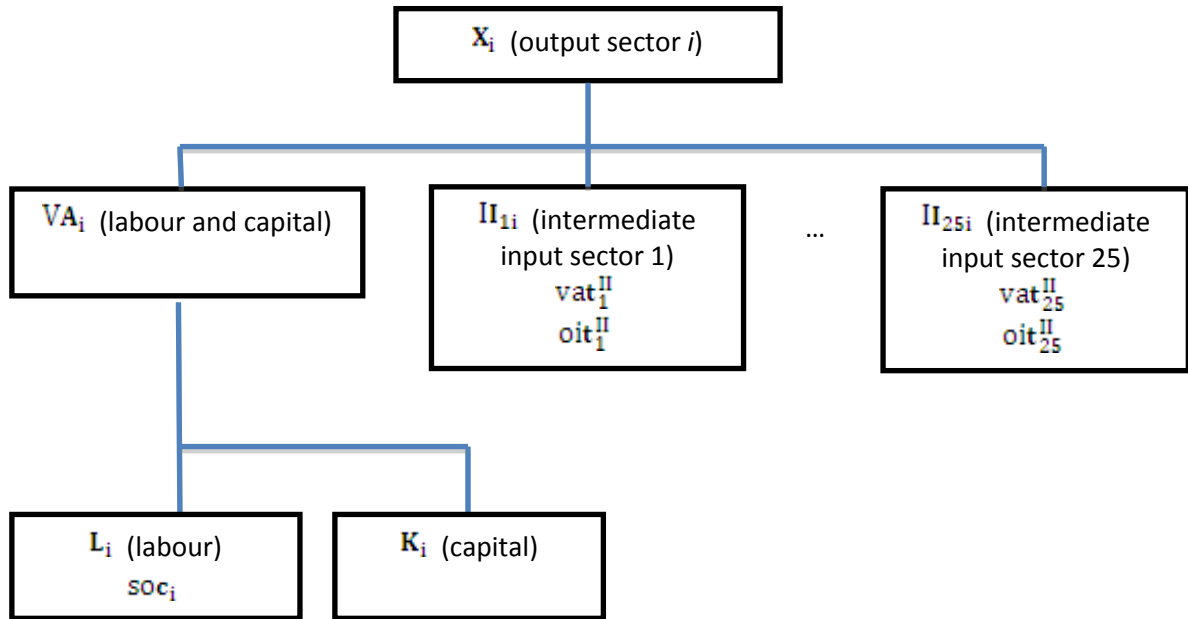 X_i (output sector i)
VA_i (labour and capital)
II_1i (intermediate
input sector 1)
vat_1^II
oit_1^II
...
II_25i (intermediate
input sector 25)
vat_25^II
oit_25^II
L_i (labour)
soc_i
K_i (capital)